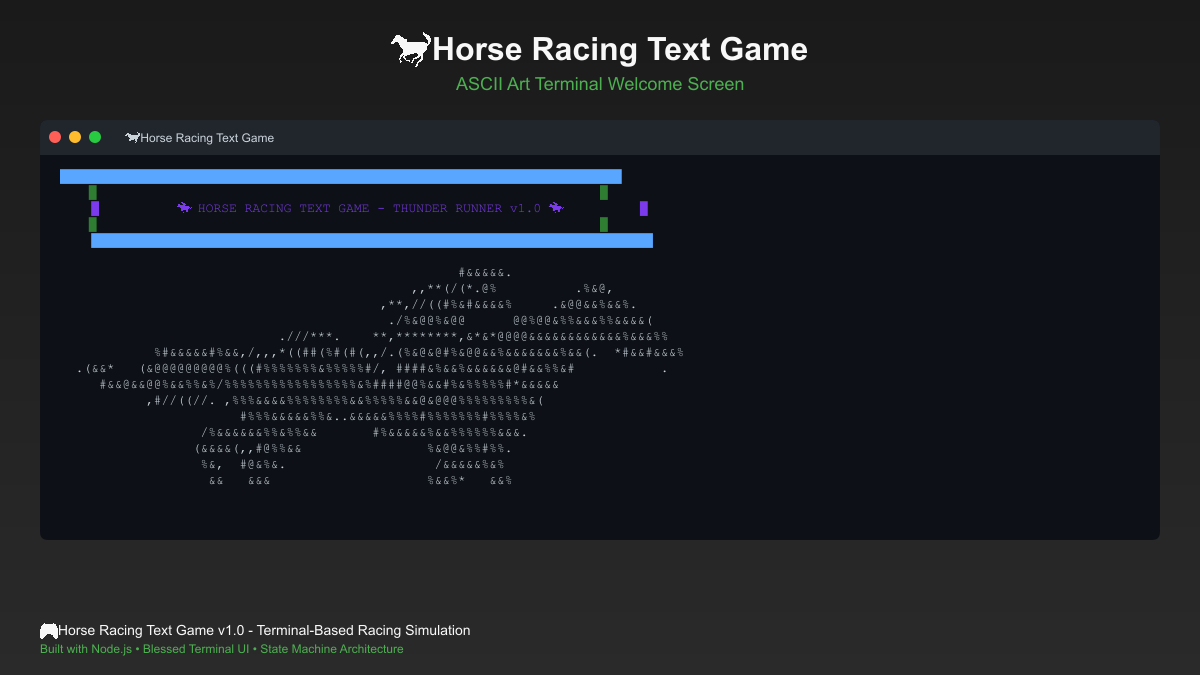 Horse Racing Text Game
ASCII Art Terminal Welcome Screen
Horse Racing Text Game
HORSE RACING TEXT GAME - THUNDER RUNNER v1.0
Horse Racing Text Game v1.0 - Terminal-Based Racing Simulation
Built with Node.js • Blessed Terminal UI • State Machine Architecture